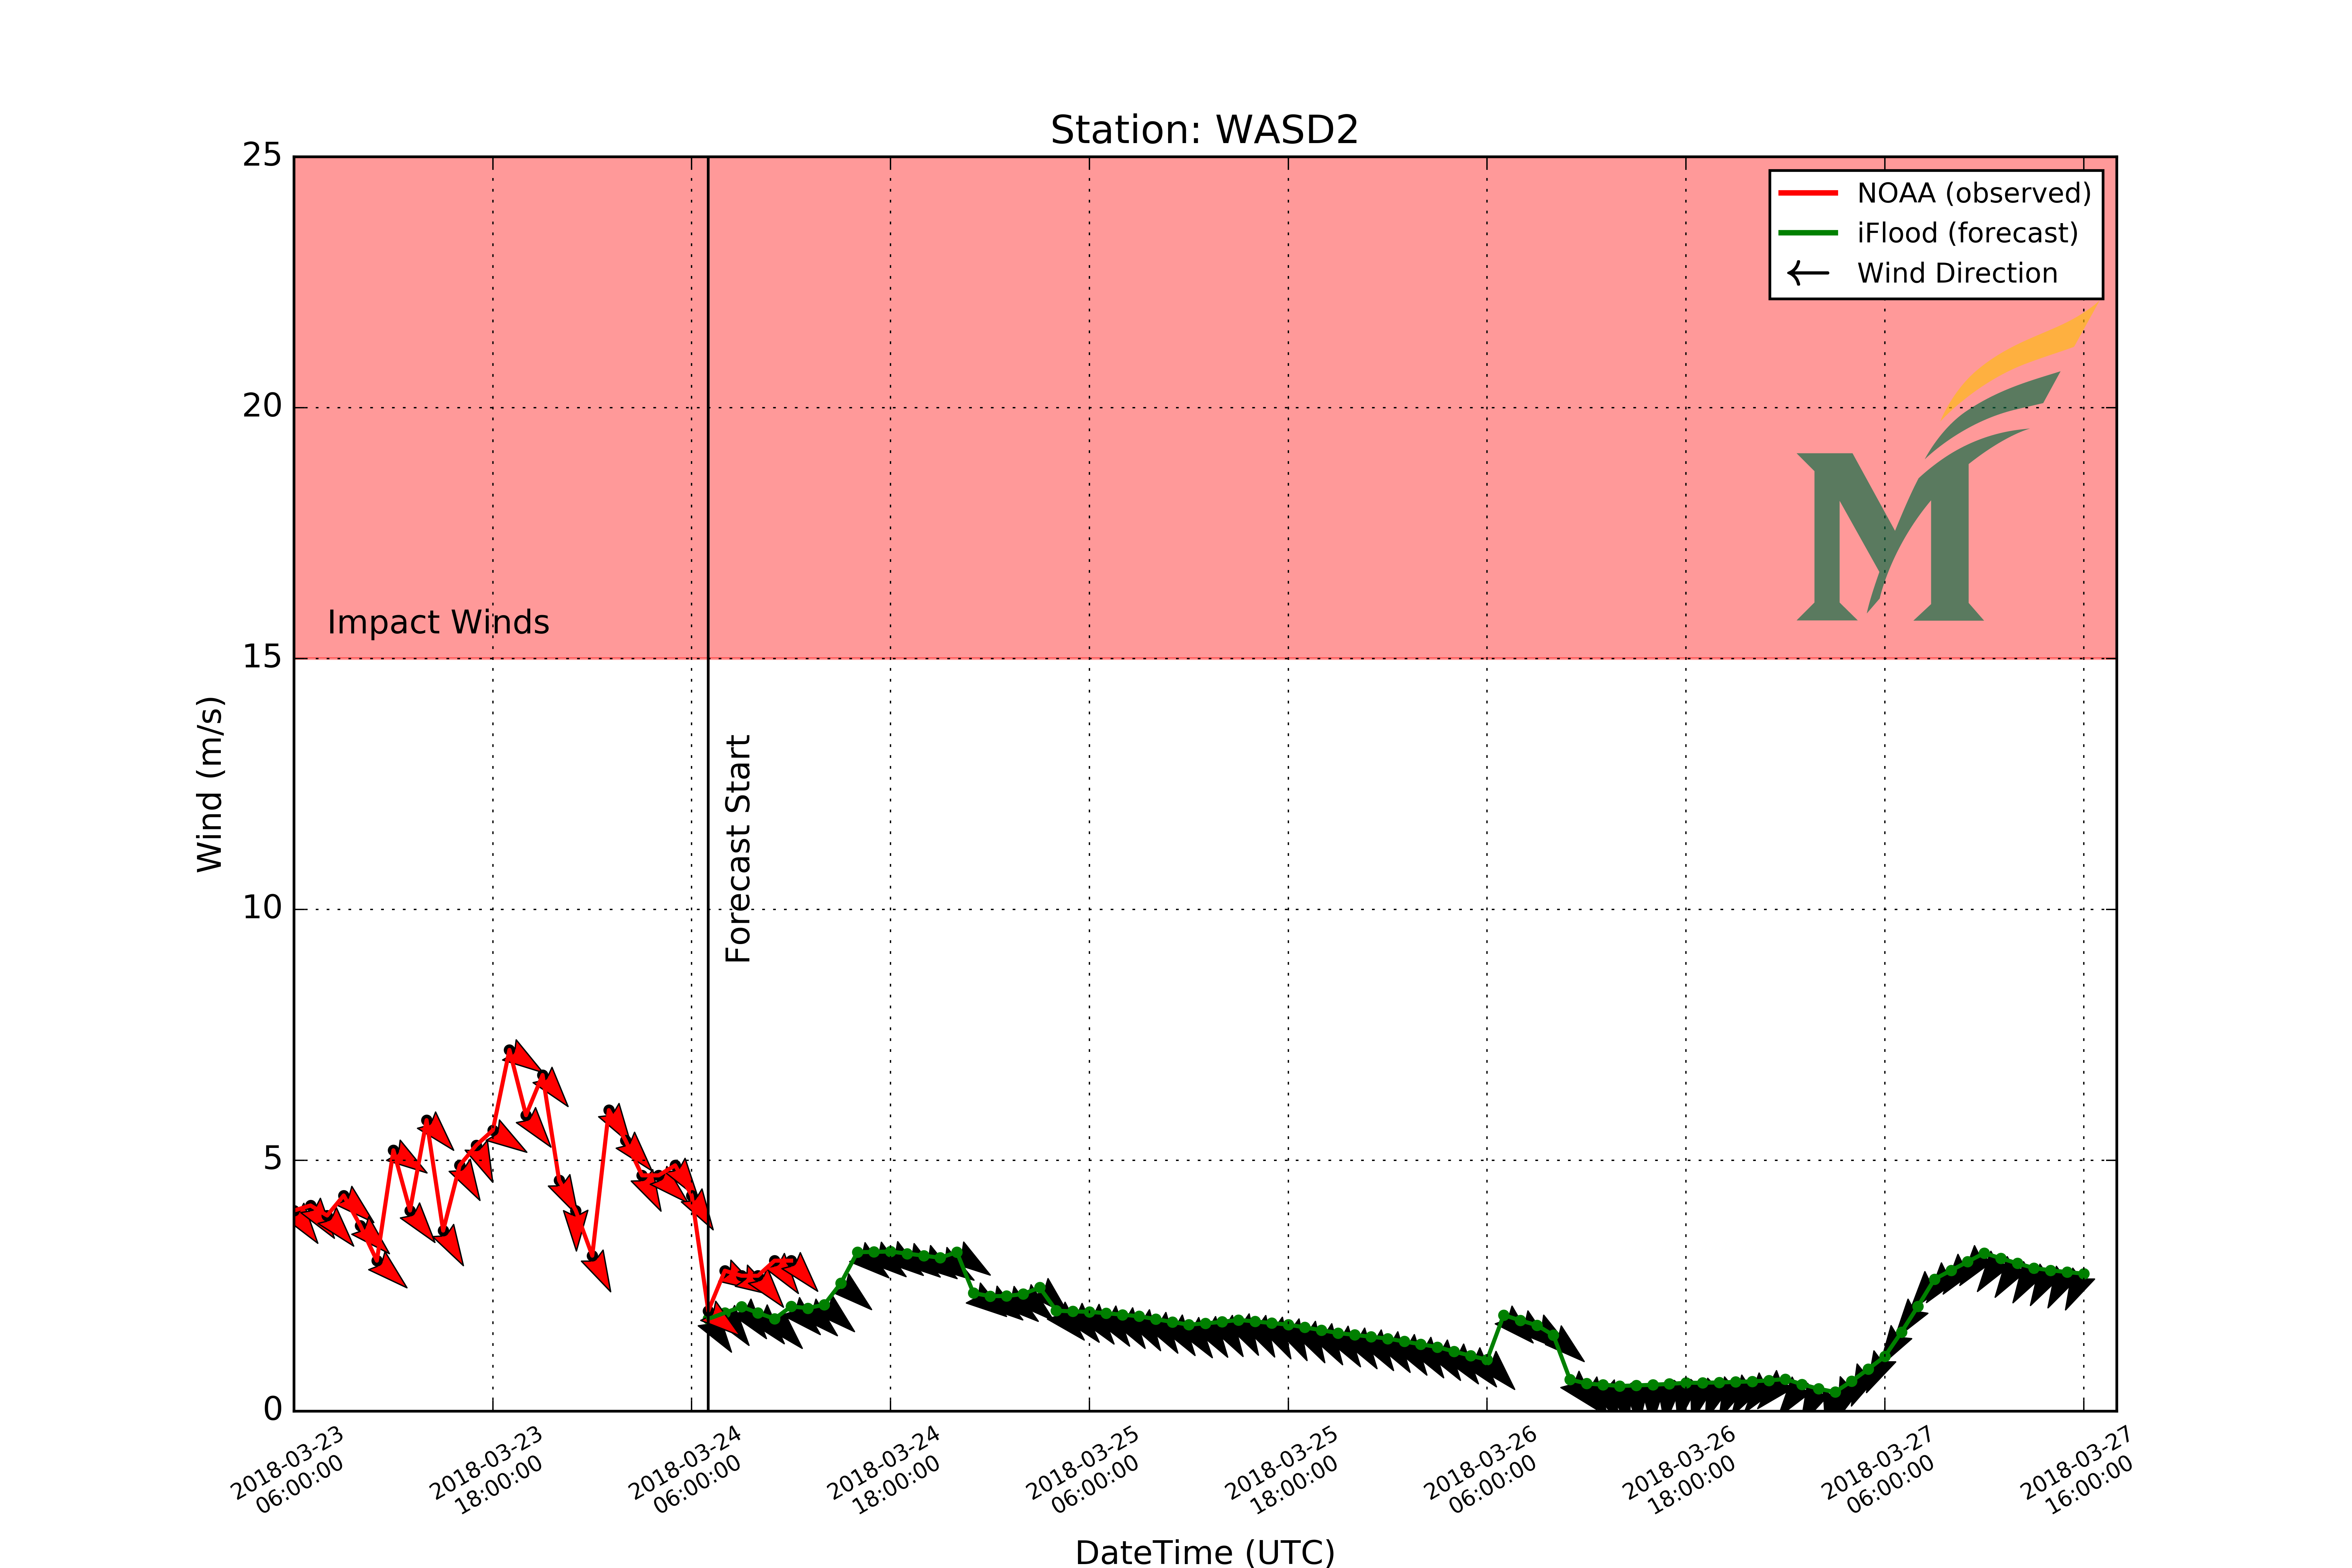 Station: WASD2
25
20
15
10
5
0
Wind (m/s)
NOAA (observed)
iFlood (forecast)
Wind Direction
Impact Winds
Forecast Start
2018-03-23
06:00:00
2018-03-23
18:00:00
2018-03-24
06:00:00
2018-03-24
18:00:00
2018-03-25
06:00:00
2018-03-25
18:00:00
2018-03-26
06:00:00
2018-03-26
18:00:00
2018-03-27
06:00:00
2018-03-27
16:00:00
DateTime (UTC)
M